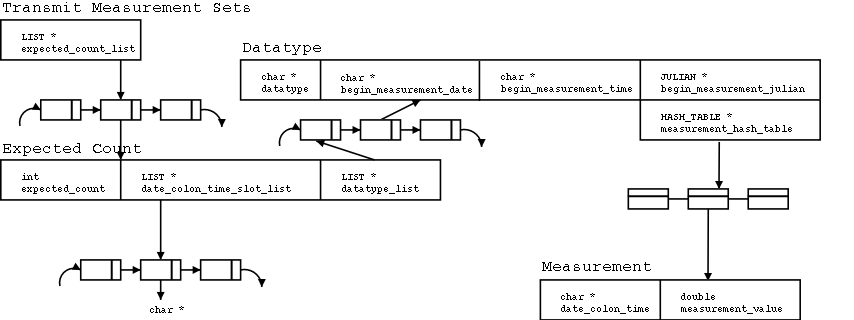 Transmit Measurement Sets
LIST *
expected_count_list
Datatype
char *
datatype
char *
begin_measurement_date
char *
begin_measurement_time
JULIAN *
begin_measurement_julian
HASH_TABLE *
measurement_hash_table
Expected Count
int
expected_count
LIST *
date_colon_time_slot_list
LIST *
datatype_list
char *
Measurement
char *
date_colon_time
double
measurement_value